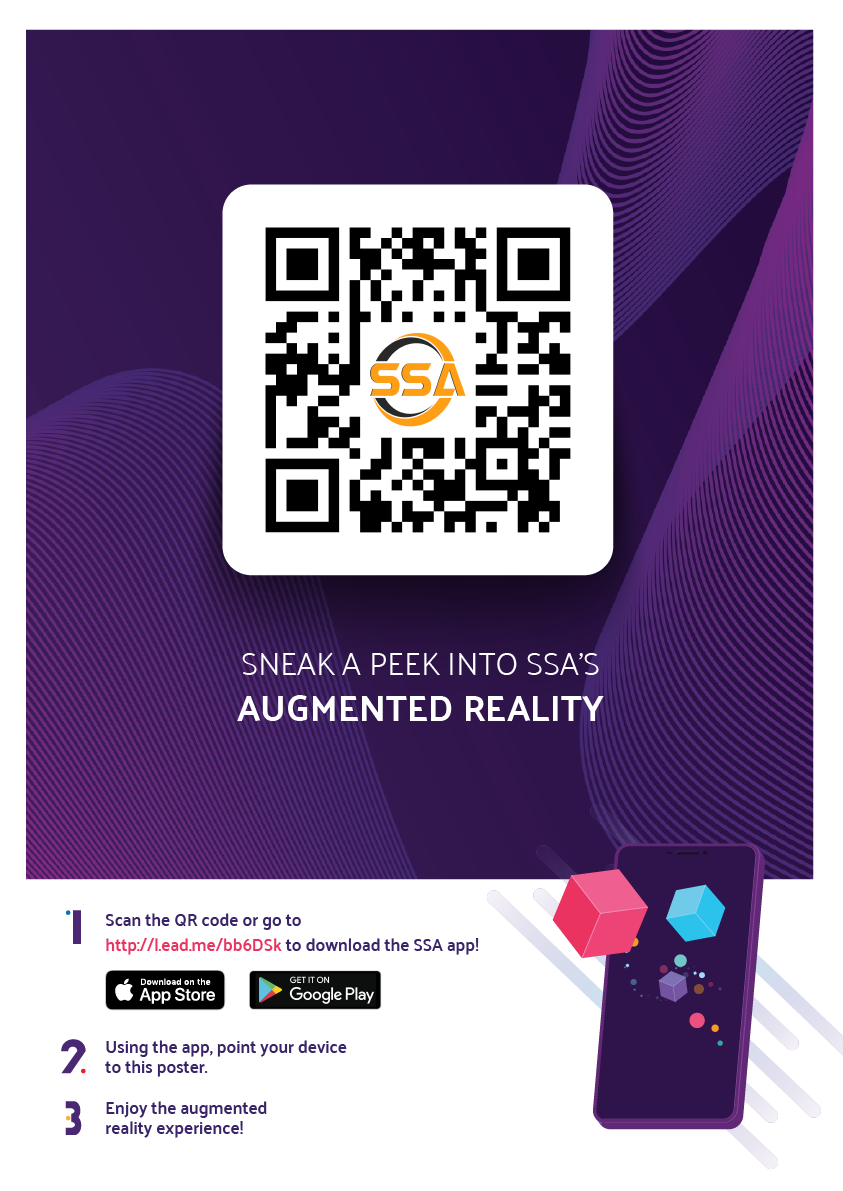 SSA
SNEAK A PEEK INTO SSA'S
AUGMENTED REALITY
1
Scan the QR code or go to
http://l.ead.me/bb6DSk to download the SSA app!
Download on the
App Store
GET IT ON
Google Play
2
Using the app, point your device
to this poster.
3
Enjoy the augmented
reality experience!